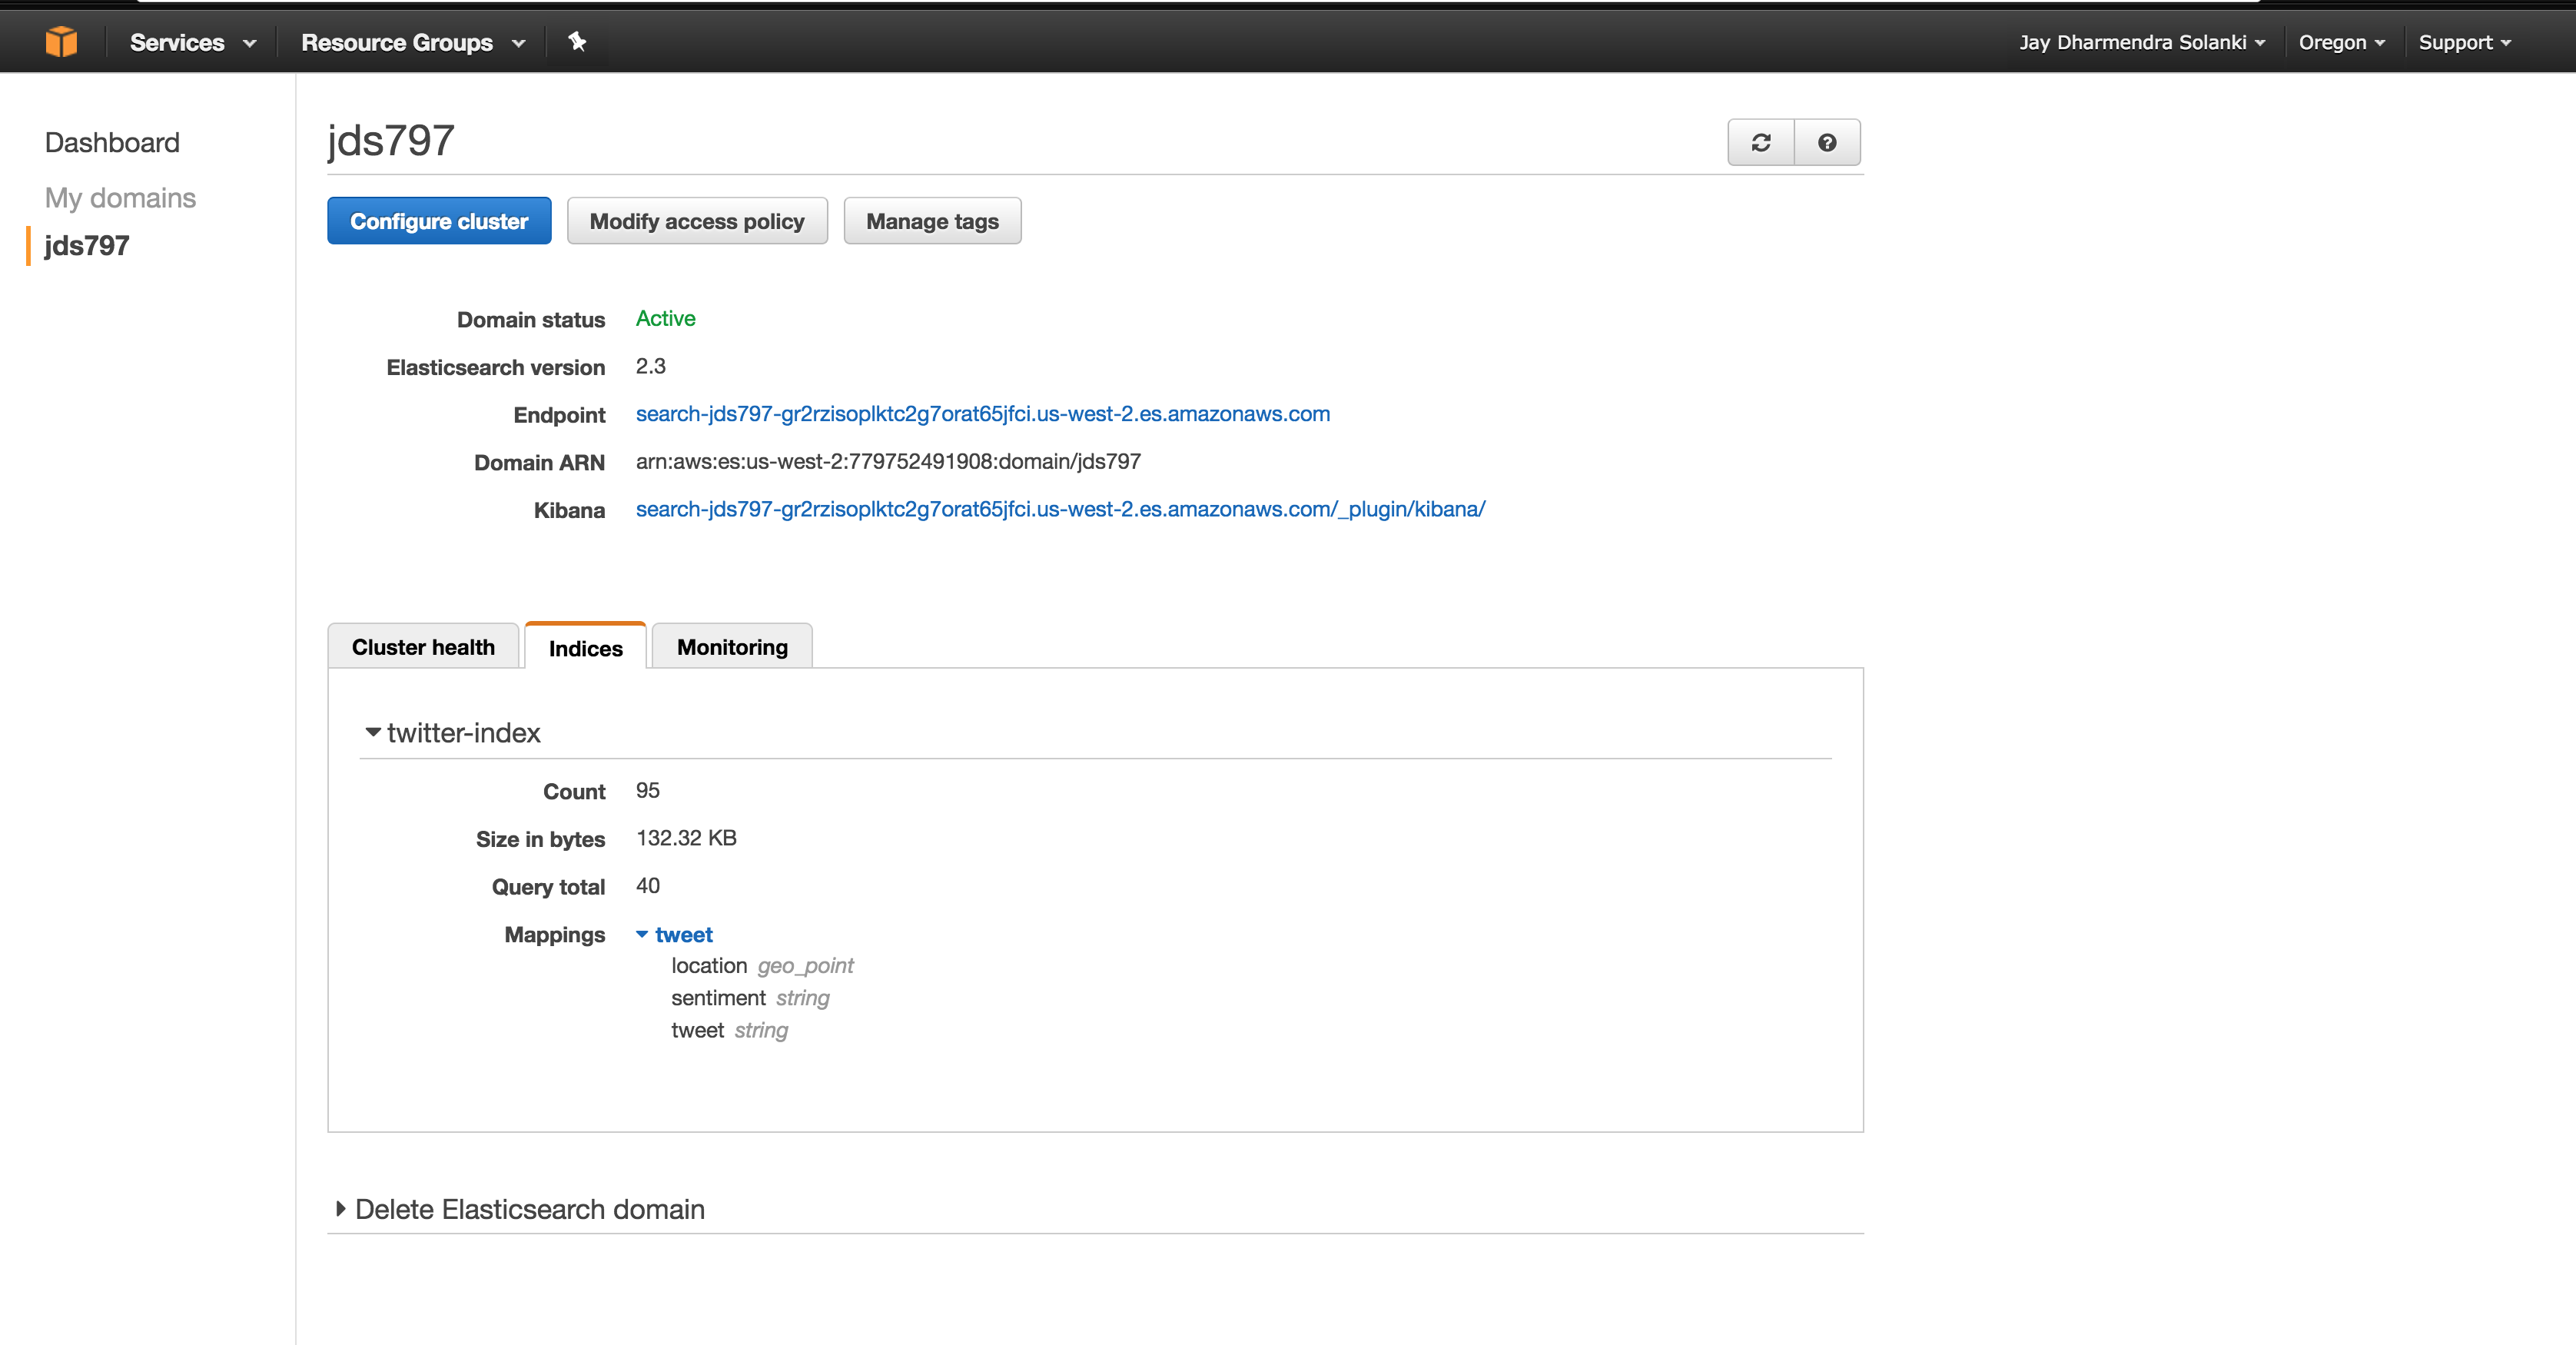 Services Resource Groups Jay Dharmendra Solanki Oregon Support
Dashboard
My domains
jds797
jds797
Configure cluster Modify access policy Manage tags
Domain status Active
Elasticsearch version 2.3
Endpoint search-jds797-gr2rzisoplktc2g7orat65jfci.us-west-2.es.amazonaws.com
Domain ARN arn:aws:es:us-west-2:779752491908:domain/jds797
Kibana search-jds797-gr2rzisoplktc2g7orat65jfci.us-west-2.es.amazonaws.com/_plugin/kibana/
Cluster health Indices Monitoring
twitter-index
Count 95
Size in bytes 132.32 KB
Query total 40
Mappings tweet
location geo_point
sentiment string
tweet string
Delete Elasticsearch domain